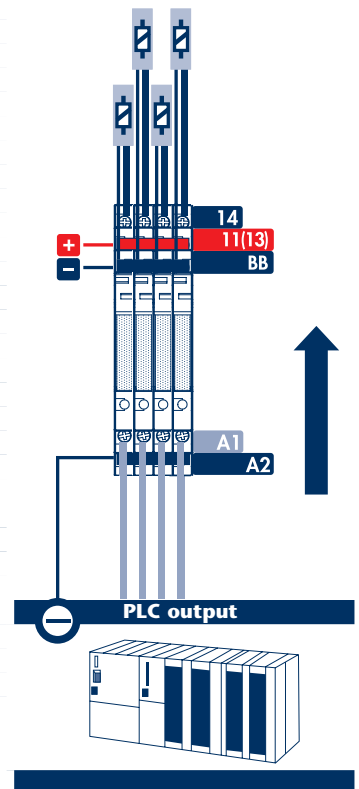 14
+
11(13)
−
BB
A1
A2
−
PLC output